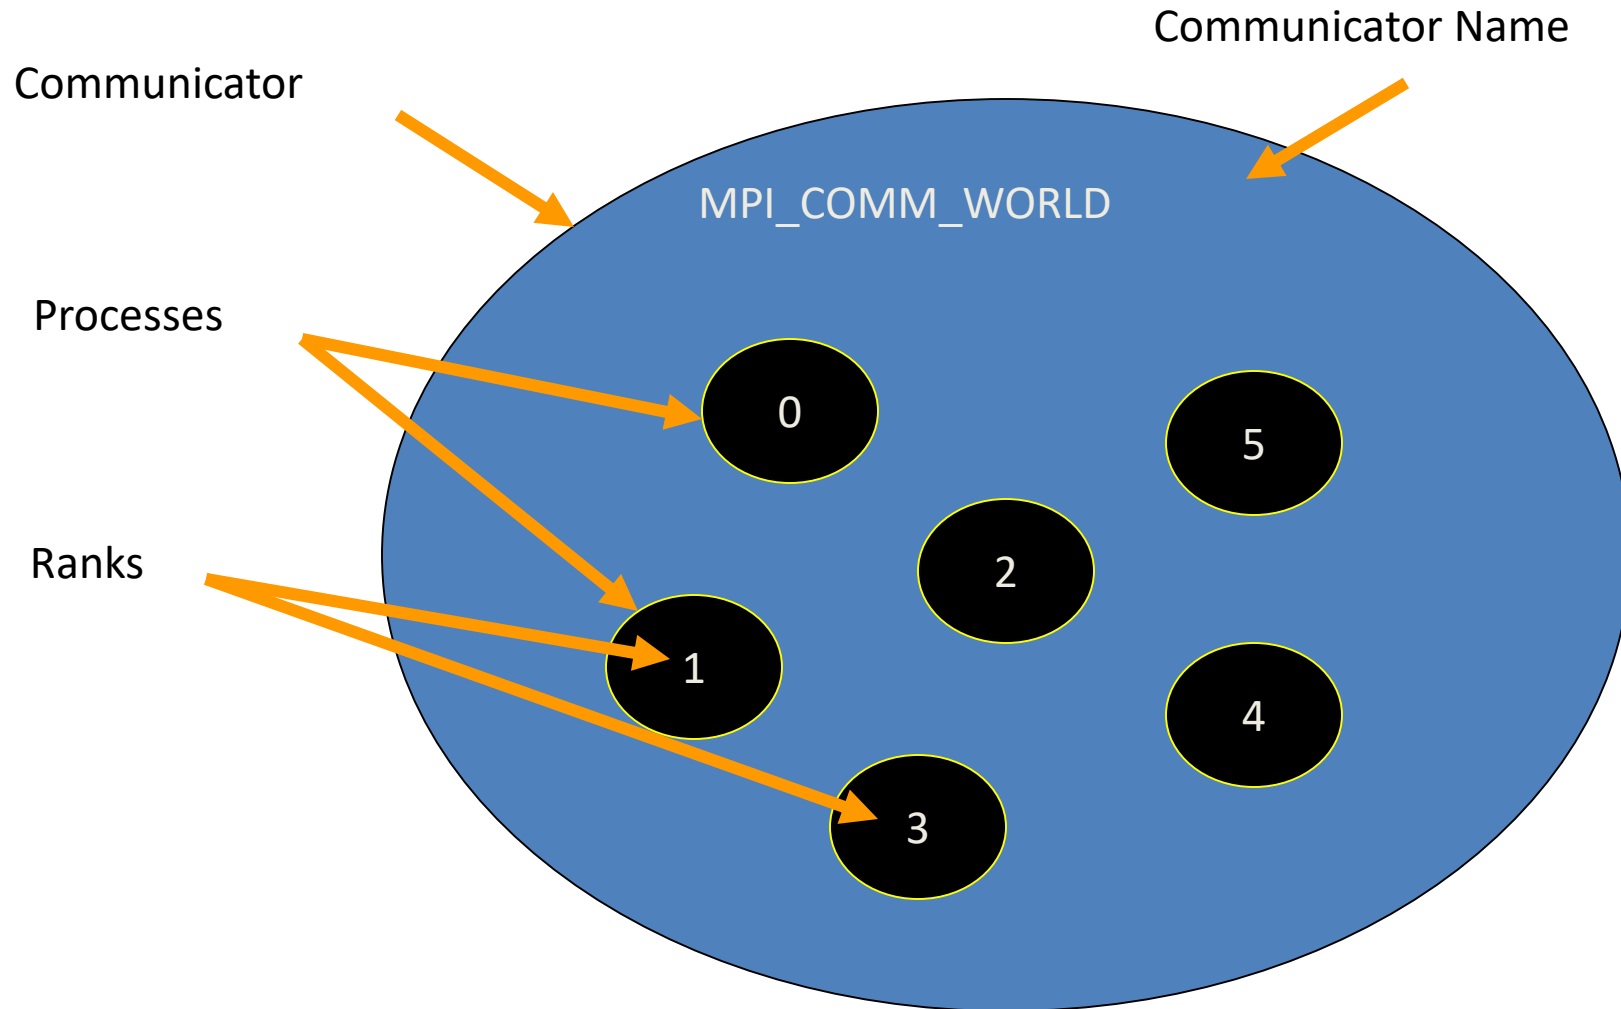 Communicator Name
Communicator
MPI_COMM_WORLD
Processes
0
5
Ranks
2
1
4
3